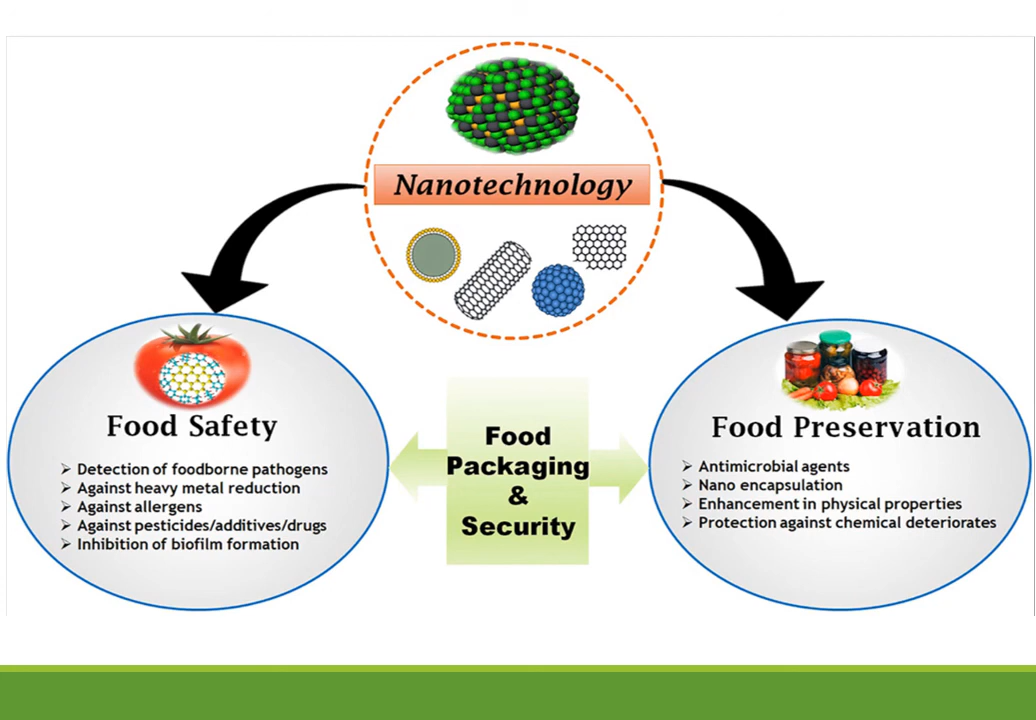 Nanotechnology
Food Safety
➢ Detection of foodborne pathogens
➢ Against heavy metal reduction
➢ Against allergens
➢ Against pesticides/additives/drugs
➢ Inhibition of biofilm formation
Food
Packaging
&
Security
Food Preservation
➢ Antimicrobial agents
➢ Nano encapsulation
➢ Enhancement in physical properties
➢ Protection against chemical deteriorates